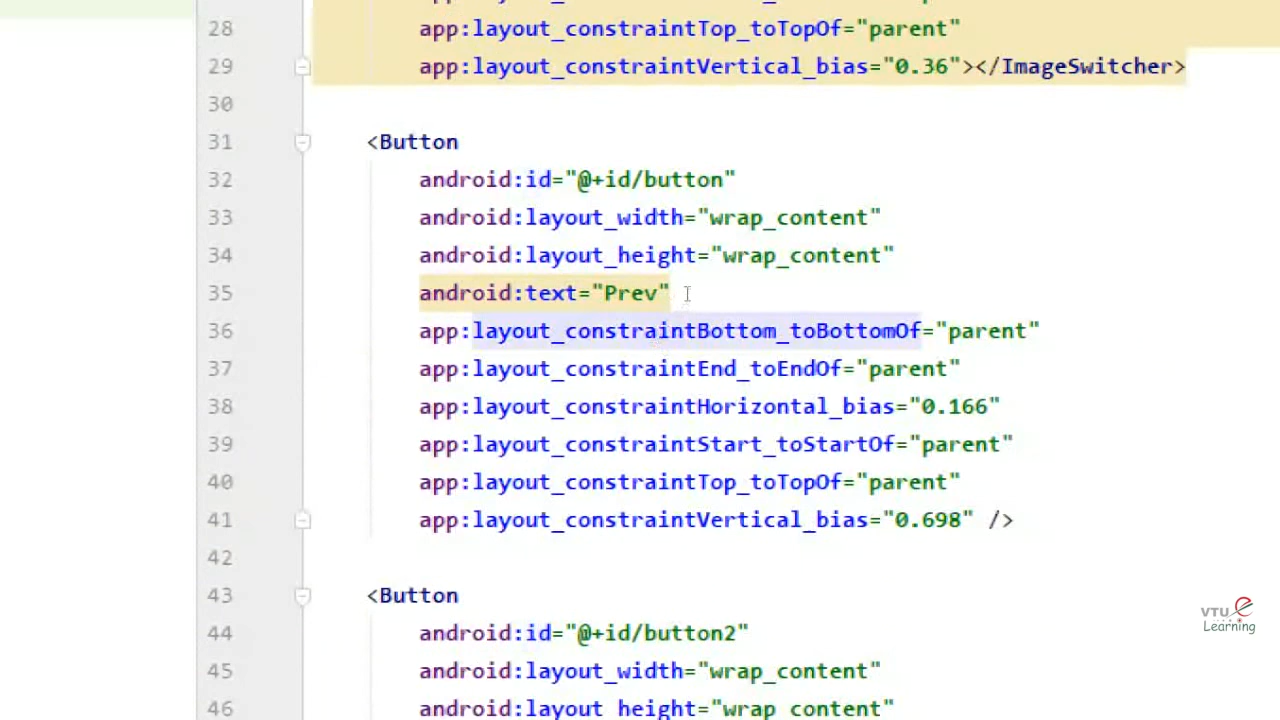 28 app:layout_constraintTop_toTopOf="parent"
29 app:layout_constraintVertical_bias="0.36"></ImageSwitcher>
30
31 <Button
32 android:id="@+id/button"
33 android:layout_width="wrap_content"
34 android:layout_height="wrap_content"
35 android:text="Prev"
36 app:layout_constraintBottom_toBottomOf="parent"
37 app:layout_constraintEnd_toEndOf="parent"
38 app:layout_constraintHorizontal_bias="0.166"
39 app:layout_constraintStart_toStartOf="parent"
40 app:layout_constraintTop_toTopOf="parent"
41 app:layout_constraintVertical_bias="0.698" />
42
43 <Button
44 android:id="@+id/button2"
45 android:layout_width="wrap_content"
46 android:layout_height="wrap_content"
VTU e
Learning